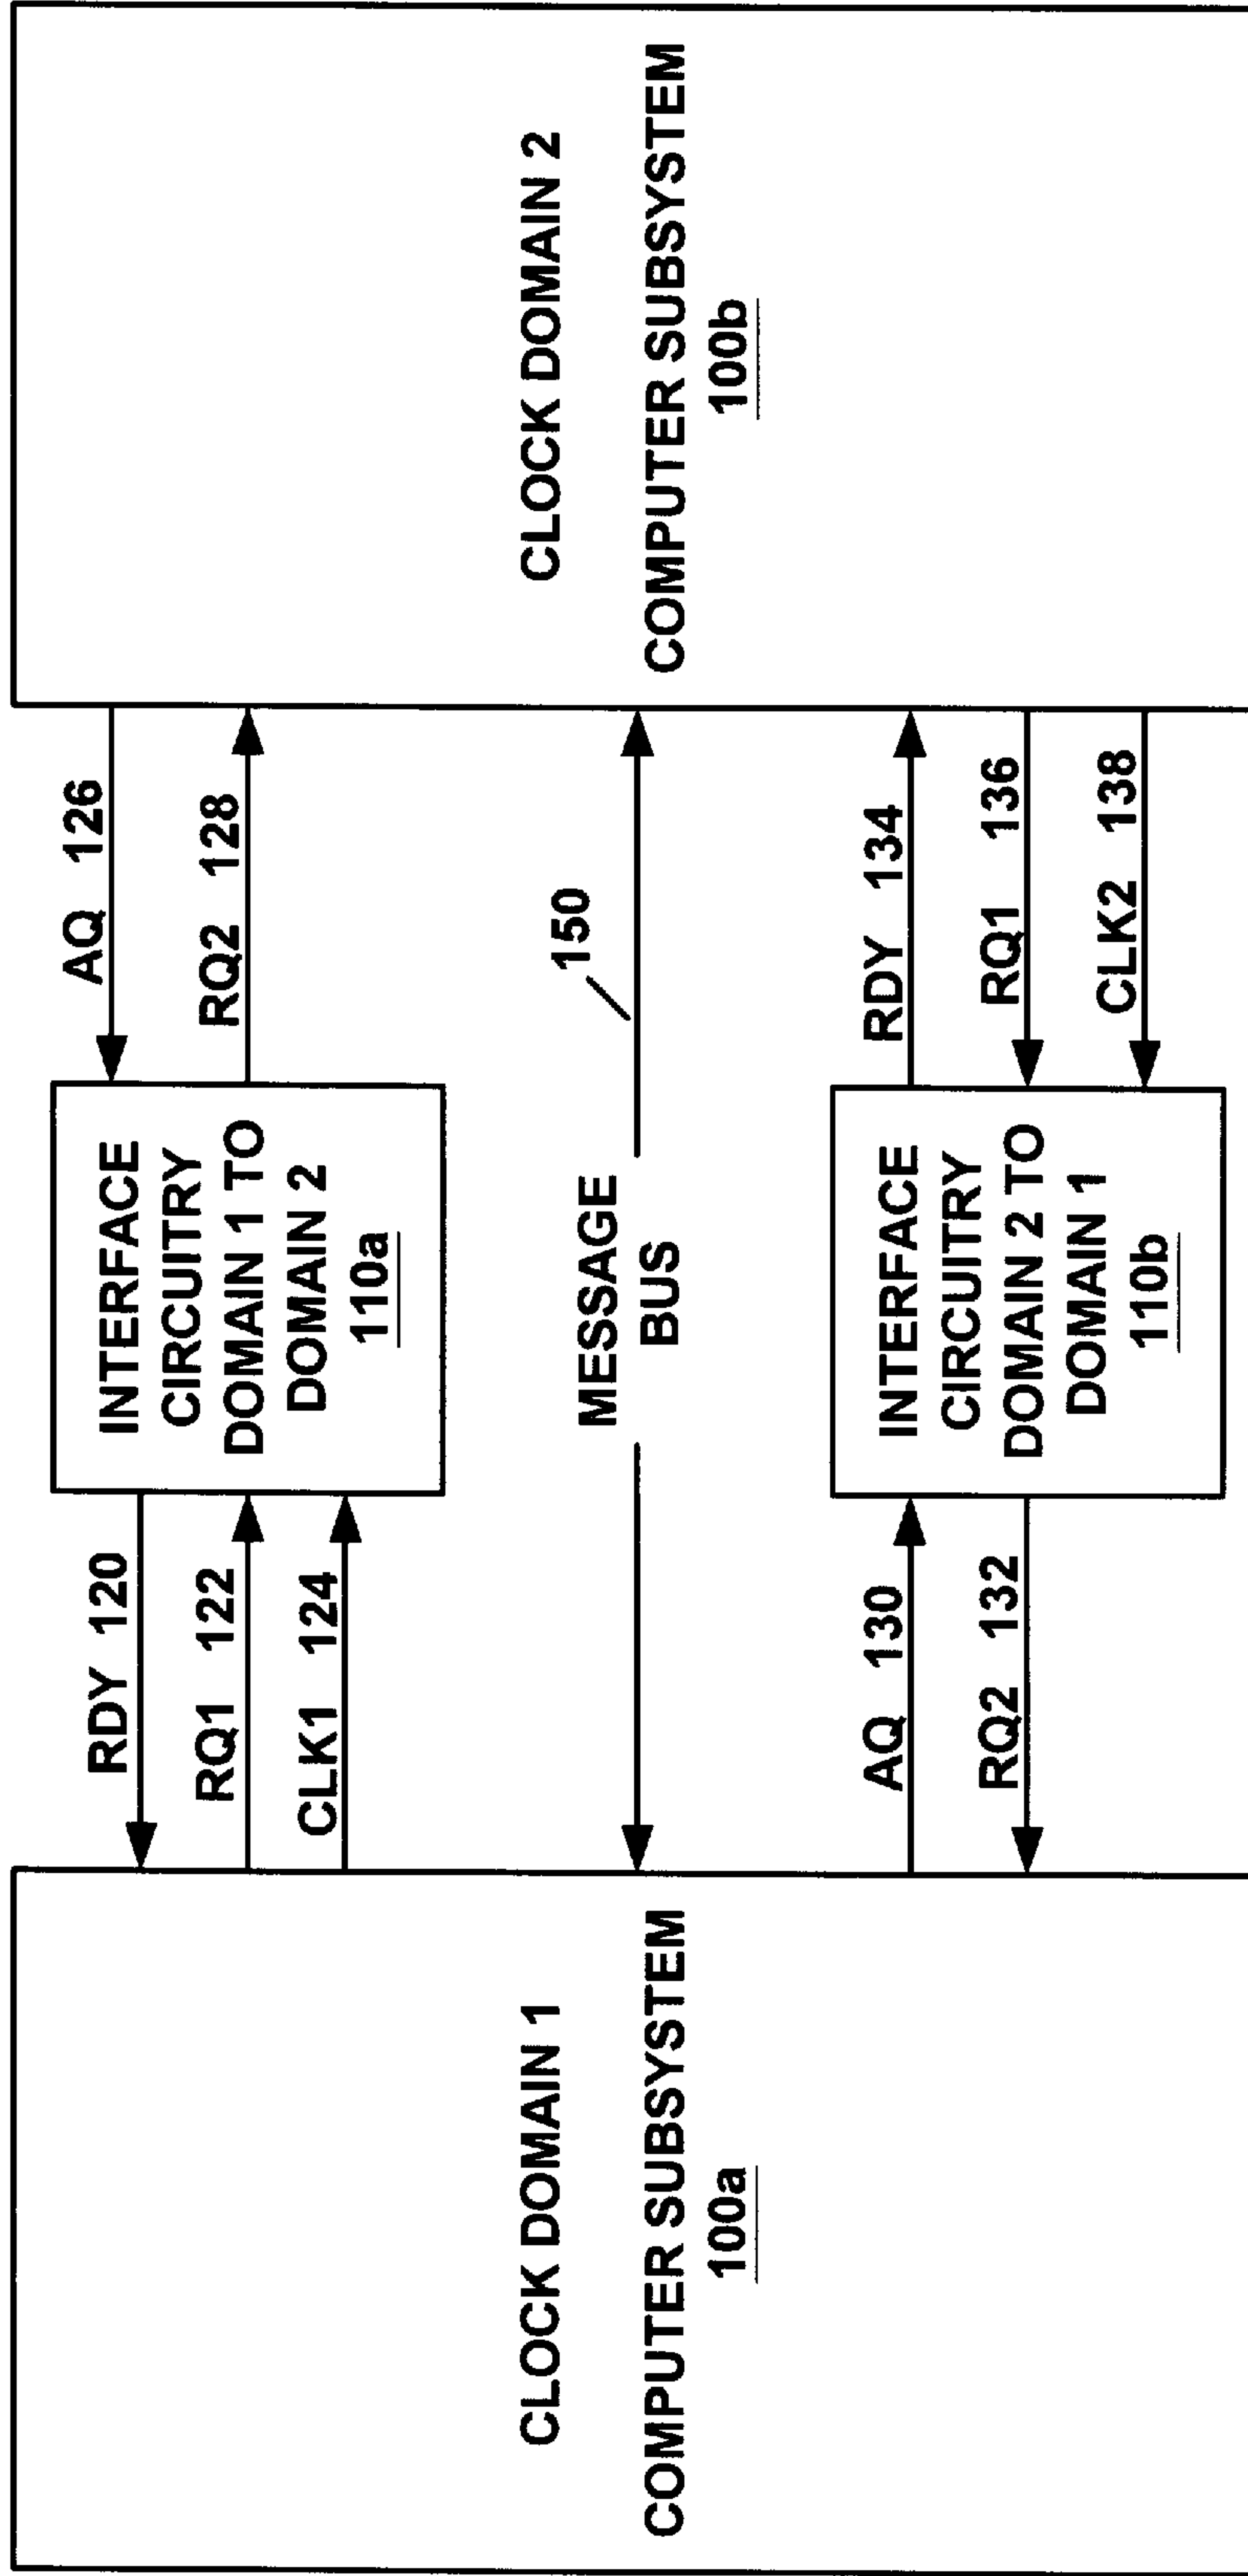 CLOCK DOMAIN 1
COMPUTER SUBSYSTEM
100a
RDY 120
RQ1 122
CLK1 124
INTERFACE
CIRCUITRY
DOMAIN 1 TO
DOMAIN 2
110a
AQ 126
RQ2 128
MESSAGE
BUS
150
AQ 130
RQ2 132
INTERFACE
CIRCUITRY
DOMAIN 2 TO
DOMAIN 1
110b
RDY 134
RQ1 136
CLK2 138
CLOCK DOMAIN 2
COMPUTER SUBSYSTEM
100b